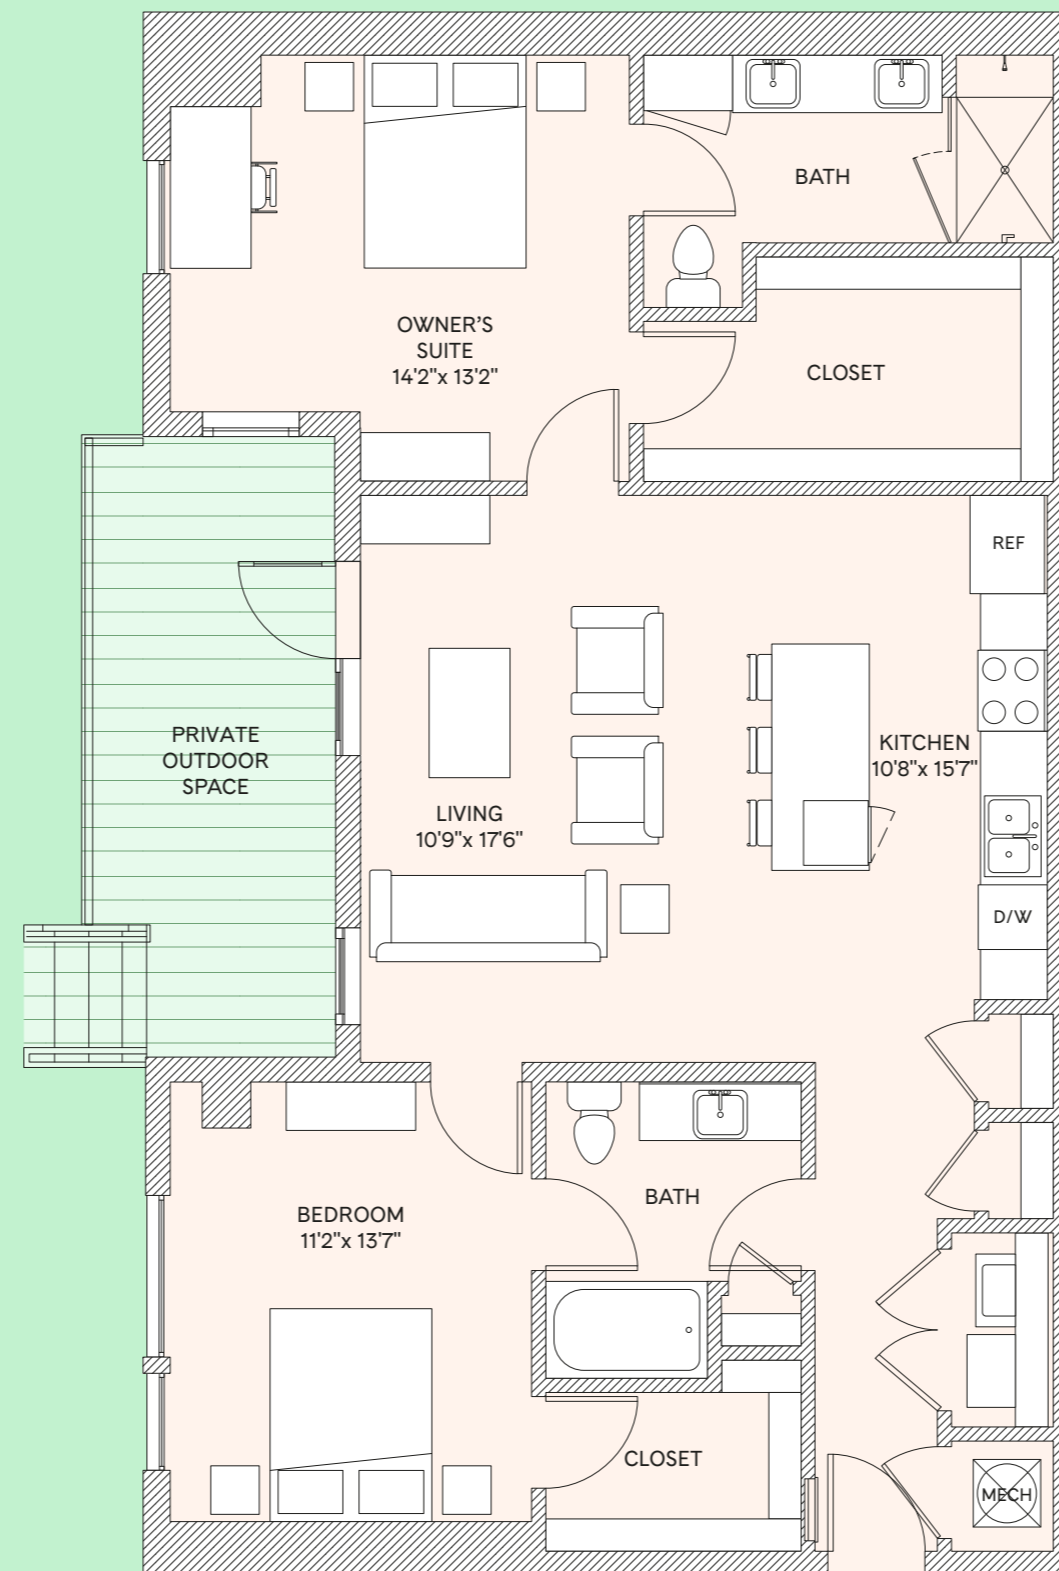 BATH
OWNER'S
SUITE
14'2"x 13'2"
CLOSET
REF
PRIVATE
OUTDOOR
SPACE
KITCHEN
10'8"x 15'7"
LIVING
10'9"x 17'6"
D/W
BATH
BEDROOM
11'2"x 13'7"
CLOSET
MECH